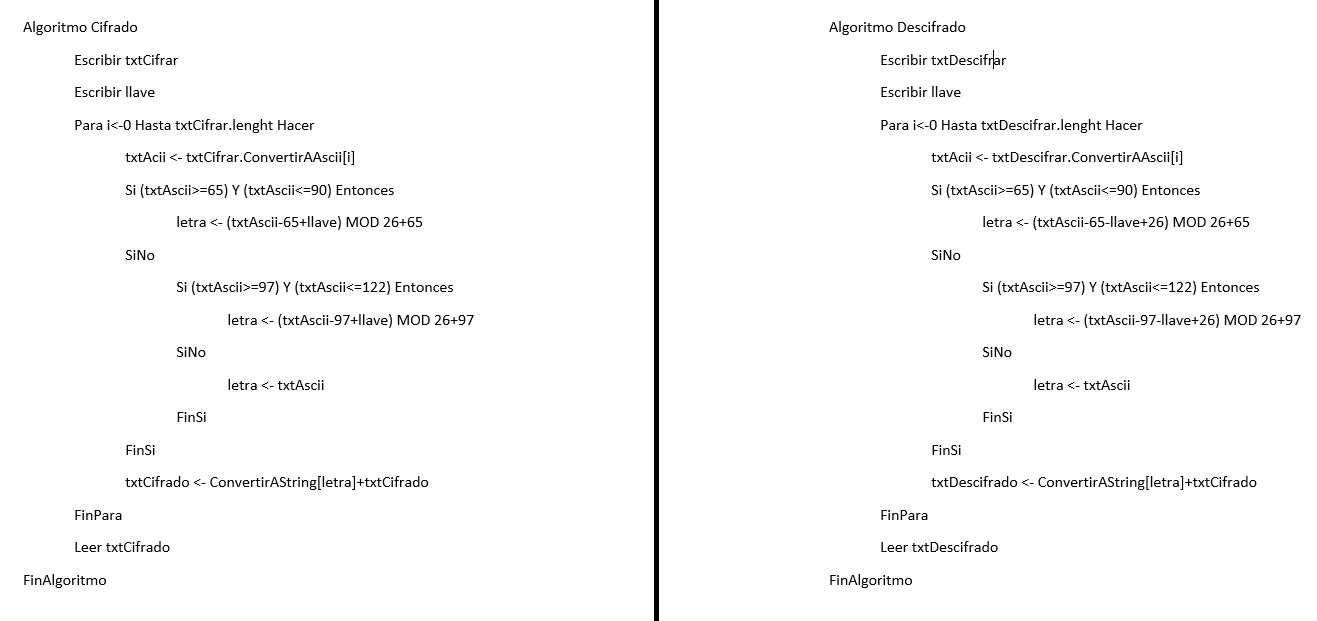 Algoritmo Cifrado
Escribir txtCifrar
Escribir llave
Para i<-0 Hasta txtCifrar.lenght Hacer
txtAcii <- txtCifrar.ConvertirAAscii[i]
Si (txtAscii>=65) Y (txtAscii<=90) Entonces
letra <- (txtAscii-65+llave) MOD 26+65
SiNo
Si (txtAscii>=97) Y (txtAscii<=122) Entonces
letra <- (txtAscii-97+llave) MOD 26+97
SiNo
letra <- txtAscii
FinSi
FinSi
txtCifrado <- ConvertirAString[letra]+txtCifrado
FinPara
Leer txtCifrado
FinAlgoritmo
Algoritmo Descifrado
Escribir txtDescifrar
Escribir llave
Para i<-0 Hasta txtDescifrar.lenght Hacer
txtAcii <- txtDescifrar.ConvertirAAscii[i]
Si (txtAscii>=65) Y (txtAscii<=90) Entonces
letra <- (txtAscii-65-llave+26) MOD 26+65
SiNo
Si (txtAscii>=97) Y (txtAscii<=122) Entonces
letra <- (txtAscii-97-llave+26) MOD 26+97
SiNo
letra <- txtAscii
FinSi
FinSi
txtDescifrado <- ConvertirAString[letra]+txtCifrado
FinPara
Leer txtDescifrado
FinAlgoritmo